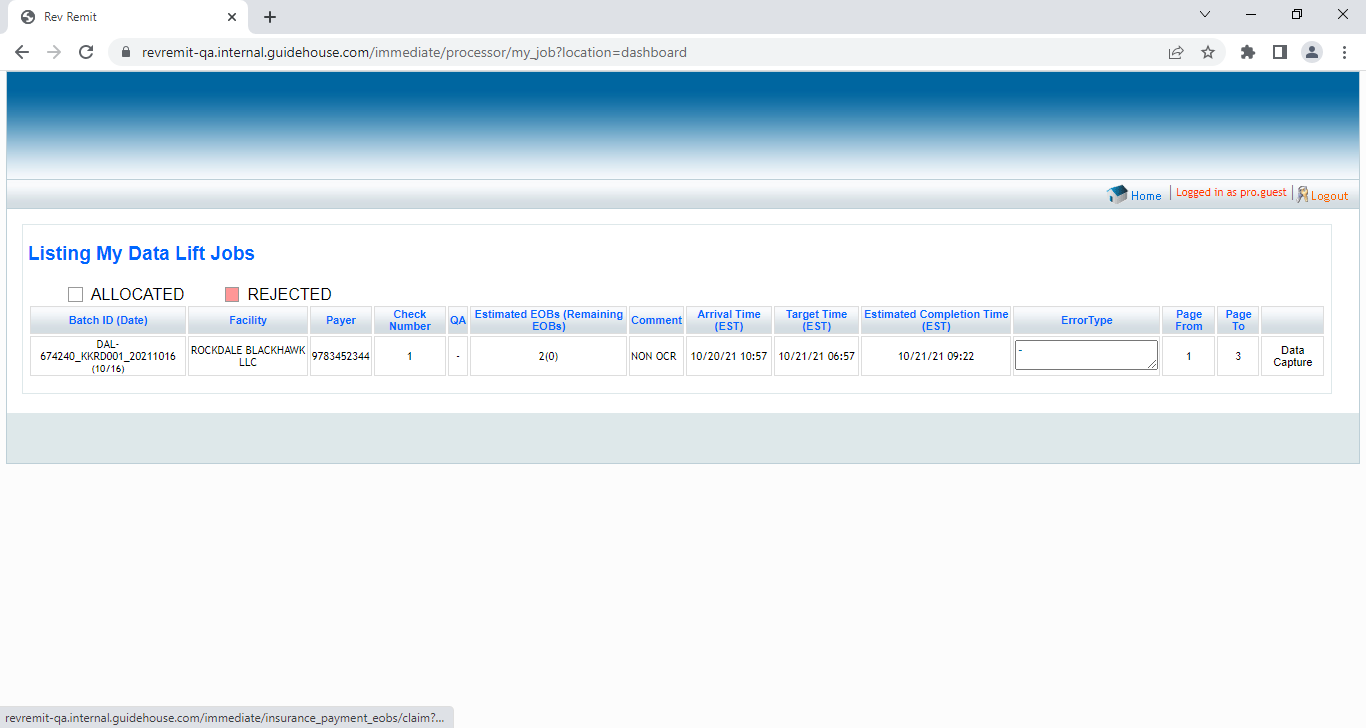 Rev Remit
revremit-qa.internal.guidehouse.com/immediate/processor/my_job?location=dashboard
Home
Logged in as pro.guest
Logout
Listing My Data Lift Jobs
ALLOCATED
REJECTED
Batch ID (Date)
Facility
Payer
Check
Number
QA
Estimated EOBs (Remaining
EOBs)
Comment
Arrival Time
(EST)
Target Time
(EST)
Estimated Completion Time
(EST)
ErrorType
Page
From
Page
To
DAL-
674240_KKRD001_20211016
(10/16)
ROCKDALE BLACKHAWK
LLC
9783452344
1
-
2(0)
NON OCR
10/20/21 10:57
10/21/21 06:57
10/21/21 09:22
-
1
3
Data
Capture
revremit-qa.internal.guidehouse.com/immediate/insurance_payment_eobs/claim?...